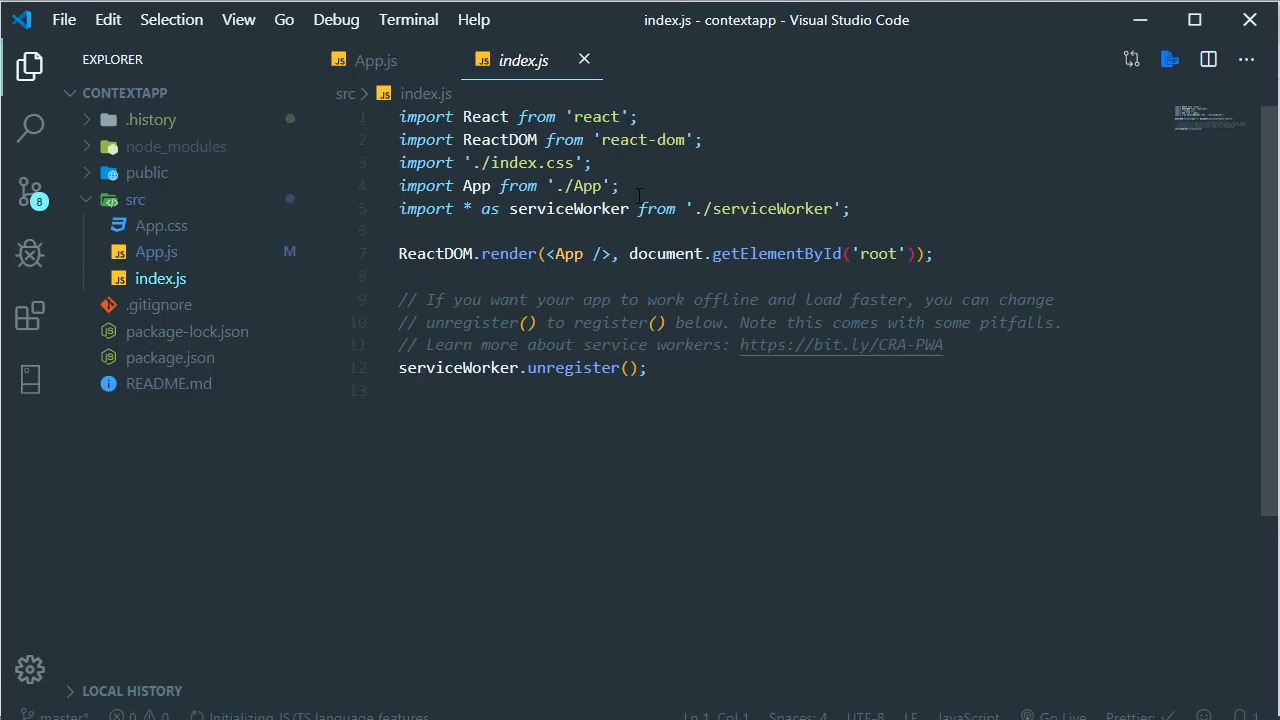 File Edit Selection View Go Debug Terminal Help index.js - contextapp - Visual Studio Code
EXPLORER
CONTEXTAPP
.history
node_modules
public
src
App.css
App.js M
index.js
.gitignore
package-lock.json
package.json
README.md
LOCAL HISTORY
8
JS App.js JS index.js
src > JS index.js
1 import React from 'react';
2 import ReactDOM from 'react-dom';
3 import './index.css';
4 import App from './App';
5 import * as serviceWorker from './serviceWorker';
6
7 ReactDOM.render(<App />, document.getElementById('root'));
8
9 // If you want your app to work offline and load faster, you can change
10 // unregister() to register() below. Note this comes with some pitfalls.
11 // Learn more about service workers: https://bit.ly/CRA-PWA
12 serviceWorker.unregister();
13
master* 0 0 Initializing JS/TS language features Ln 1, Col 1 Spaces: 4 UTF-8 LF JavaScript Go Live Prettier: ✓ 1